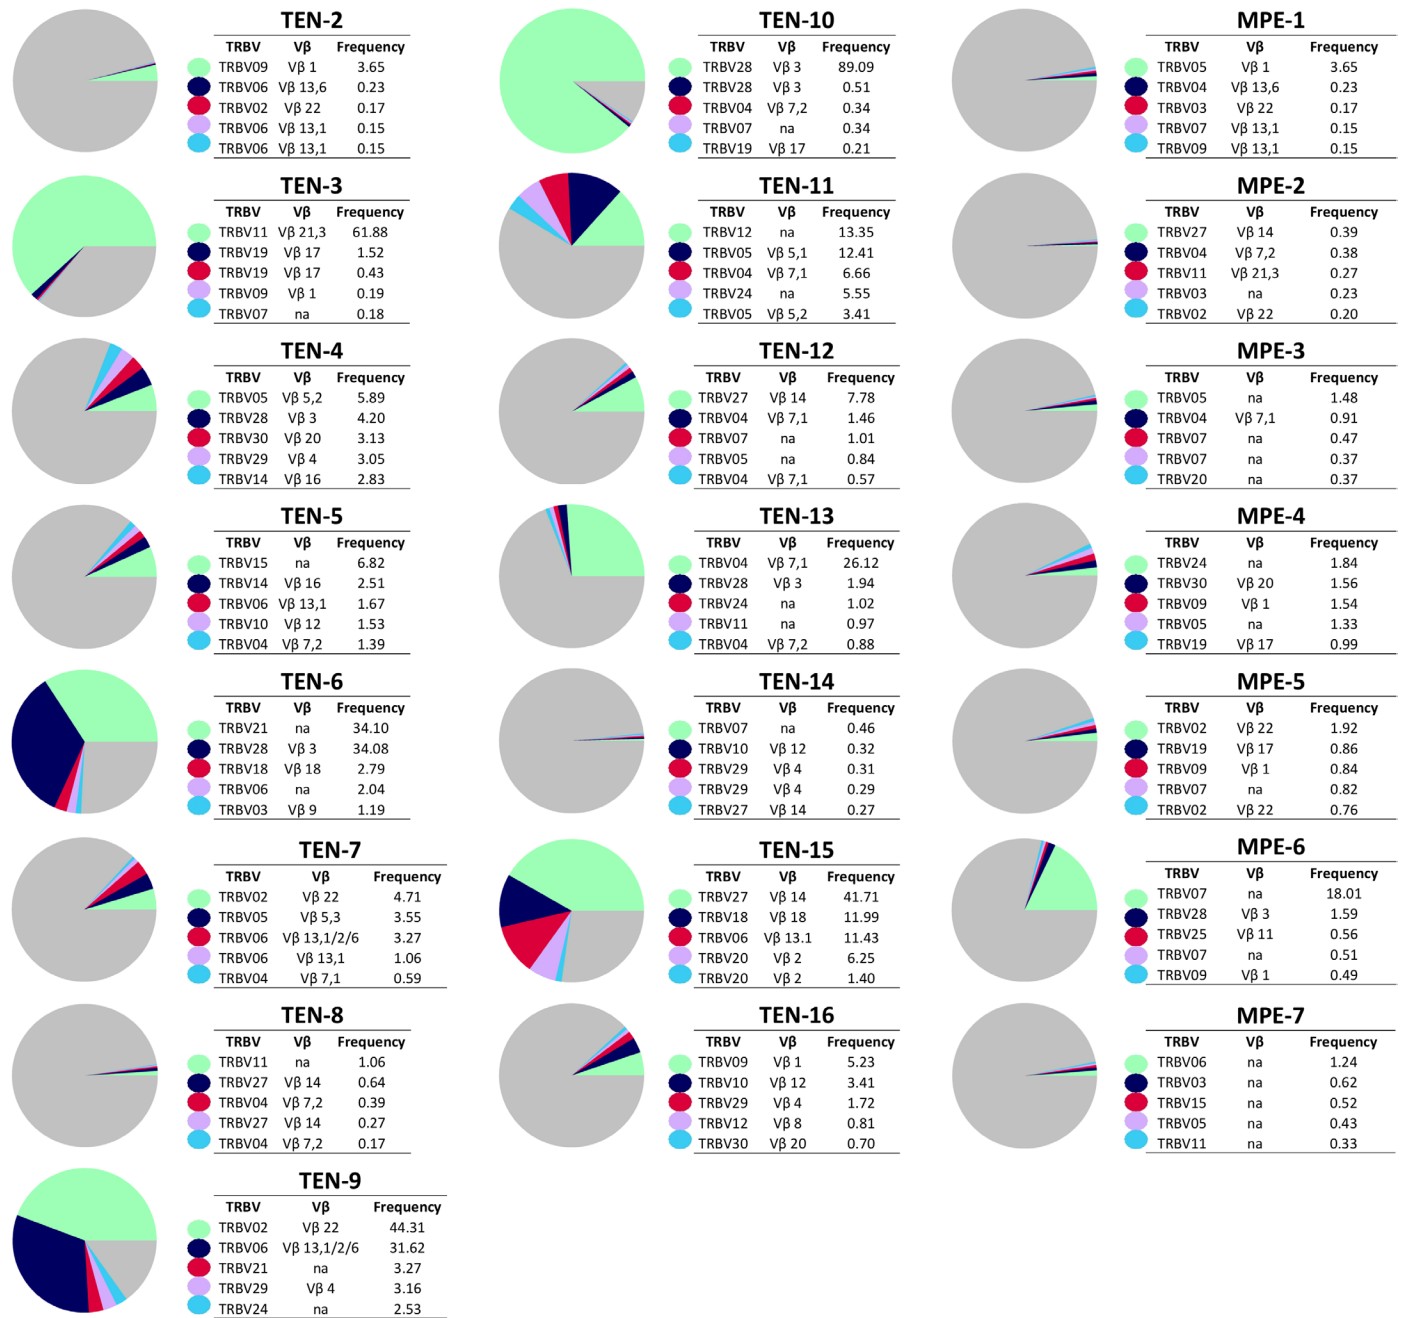 TEN-2
TRBV Vβ Frequency
TRBV09 Vβ 1 3.65
TRBV06 Vβ 13,6 0.23
TRBV02 Vβ 22 0.17
TRBV06 Vβ 13,1 0.15
TRBV06 Vβ 13,1 0.15
TEN-3
TRBV Vβ Frequency
TRBV11 Vβ 21,3 61.88
TRBV19 Vβ 17 1.52
TRBV19 Vβ 17 0.43
TRBV09 Vβ 1 0.19
TRBV07 na 0.18
TEN-4
TRBV Vβ Frequency
TRBV05 Vβ 5,2 5.89
TRBV28 Vβ 3 4.20
TRBV30 Vβ 20 3.13
TRBV29 Vβ 4 3.05
TRBV14 Vβ 16 2.83
TEN-5
TRBV Vβ Frequency
TRBV15 na 6.82
TRBV14 Vβ 16 2.51
TRBV06 Vβ 13,1 1.67
TRBV10 Vβ 12 1.53
TRBV04 Vβ 7,2 1.39
TEN-6
TRBV Vβ Frequency
TRBV21 na 34.10
TRBV28 Vβ 3 34.08
TRBV18 Vβ 18 2.79
TRBV06 na 2.04
TRBV03 Vβ 9 1.19
TEN-7
TRBV Vβ Frequency
TRBV02 Vβ 22 4.71
TRBV05 Vβ 5,3 3.55
TRBV06 Vβ 13,1/2/6 3.27
TRBV06 Vβ 13,1 1.06
TRBV04 Vβ 7,1 0.59
TEN-8
TRBV Vβ Frequency
TRBV11 na 1.06
TRBV27 Vβ 14 0.64
TRBV04 Vβ 7,2 0.39
TRBV27 Vβ 14 0.27
TRBV04 Vβ 7,2 0.17
TEN-9
TRBV Vβ Frequency
TRBV02 Vβ 22 44.31
TRBV06 Vβ 13,1/2/6 31.62
TRBV21 na 3.27
TRBV29 Vβ 4 3.16
TRBV24 na 2.53
TEN-10
TRBV Vβ Frequency
TRBV28 Vβ 3 89.09
TRBV28 Vβ 3 0.51
TRBV04 Vβ 7,2 0.34
TRBV07 na 0.34
TRBV19 Vβ 17 0.21
TEN-11
TRBV Vβ Frequency
TRBV12 na 13.35
TRBV05 Vβ 5,1 12.41
TRBV04 Vβ 7,1 6.66
TRBV24 na 5.55
TRBV05 Vβ 5,2 3.41
TEN-12
TRBV Vβ Frequency
TRBV27 Vβ 14 7.78
TRBV04 Vβ 7,1 1.46
TRBV07 na 1.01
TRBV05 na 0.84
TRBV04 Vβ 7,1 0.57
TEN-13
TRBV Vβ Frequency
TRBV04 Vβ 7,1 26.12
TRBV28 Vβ 3 1.94
TRBV24 na 1.02
TRBV11 na 0.97
TRBV04 Vβ 7,2 0.88
TEN-14
TRBV Vβ Frequency
TRBV07 na 0.46
TRBV10 Vβ 12 0.32
TRBV29 Vβ 4 0.31
TRBV29 Vβ 4 0.29
TRBV27 Vβ 14 0.27
TEN-15
TRBV Vβ Frequency
TRBV27 Vβ 14 41.71
TRBV18 Vβ 18 11.99
TRBV06 Vβ 13.1 11.43
TRBV20 Vβ 2 6.25
TRBV20 Vβ 2 1.40
TEN-16
TRBV Vβ Frequency
TRBV09 Vβ 1 5.23
TRBV10 Vβ 12 3.41
TRBV29 Vβ 4 1.72
TRBV12 Vβ 8 0.81
TRBV30 Vβ 20 0.70
MPE-1
TRBV Vβ Frequency
TRBV05 Vβ 1 3.65
TRBV04 Vβ 13,6 0.23
TRBV03 Vβ 22 0.17
TRBV07 Vβ 13,1 0.15
TRBV09 Vβ 13,1 0.15
MPE-2
TRBV Vβ Frequency
TRBV27 Vβ 14 0.39
TRBV04 Vβ 7,2 0.38
TRBV11 Vβ 21,3 0.27
TRBV03 na 0.23
TRBV02 Vβ 22 0.20
MPE-3
TRBV Vβ Frequency
TRBV05 na 1.48
TRBV04 Vβ 7,1 0.91
TRBV07 na 0.47
TRBV07 na 0.37
TRBV20 na 0.37
MPE-4
TRBV Vβ Frequency
TRBV24 na 1.84
TRBV30 Vβ 20 1.56
TRBV09 Vβ 1 1.54
TRBV05 na 1.33
TRBV19 Vβ 17 0.99
MPE-5
TRBV Vβ Frequency
TRBV02 Vβ 22 1.92
TRBV19 Vβ 17 0.86
TRBV09 Vβ 1 0.84
TRBV07 na 0.82
TRBV02 Vβ 22 0.76
MPE-6
TRBV Vβ Frequency
TRBV07 na 18.01
TRBV28 Vβ 3 1.59
TRBV25 Vβ 11 0.56
TRBV07 na 0.51
TRBV09 Vβ 1 0.49
MPE-7
TRBV Vβ Frequency
TRBV06 na 1.24
TRBV03 na 0.62
TRBV15 na 0.52
TRBV05 na 0.43
TRBV11 na 0.33